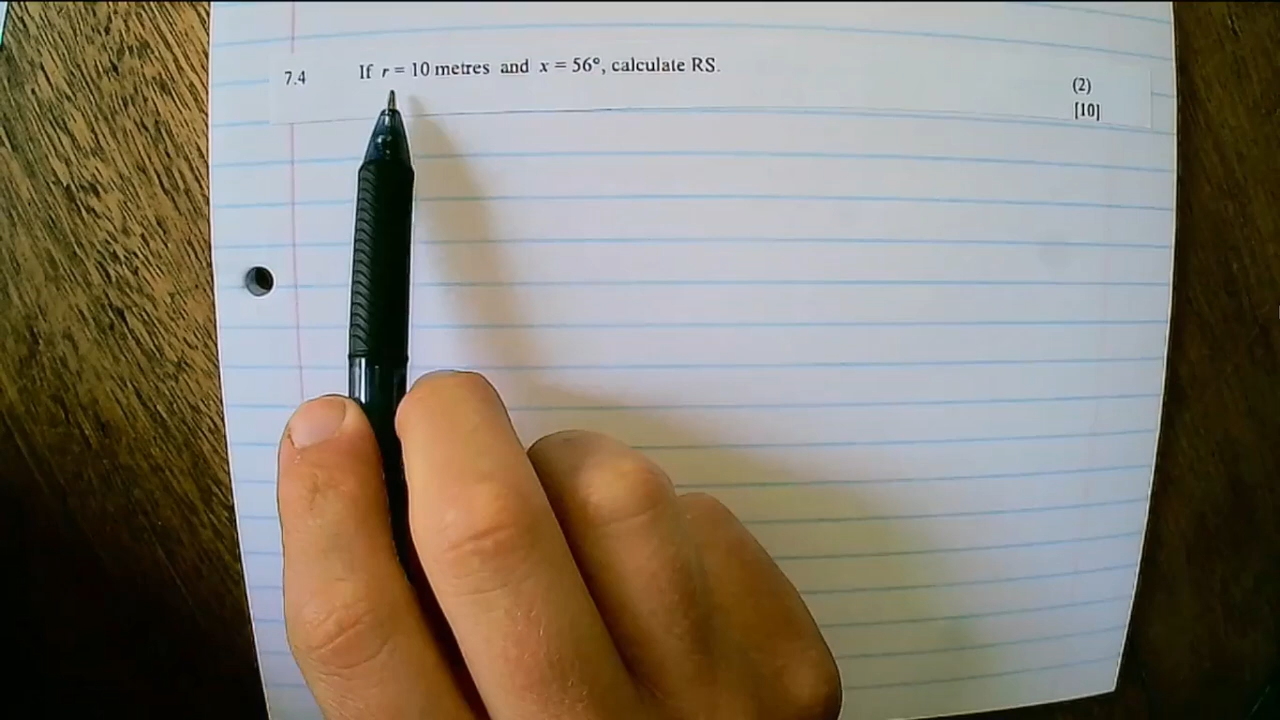 7.4 If r = 10 metres and x = 56°, calculate RS.
(2)
[10]